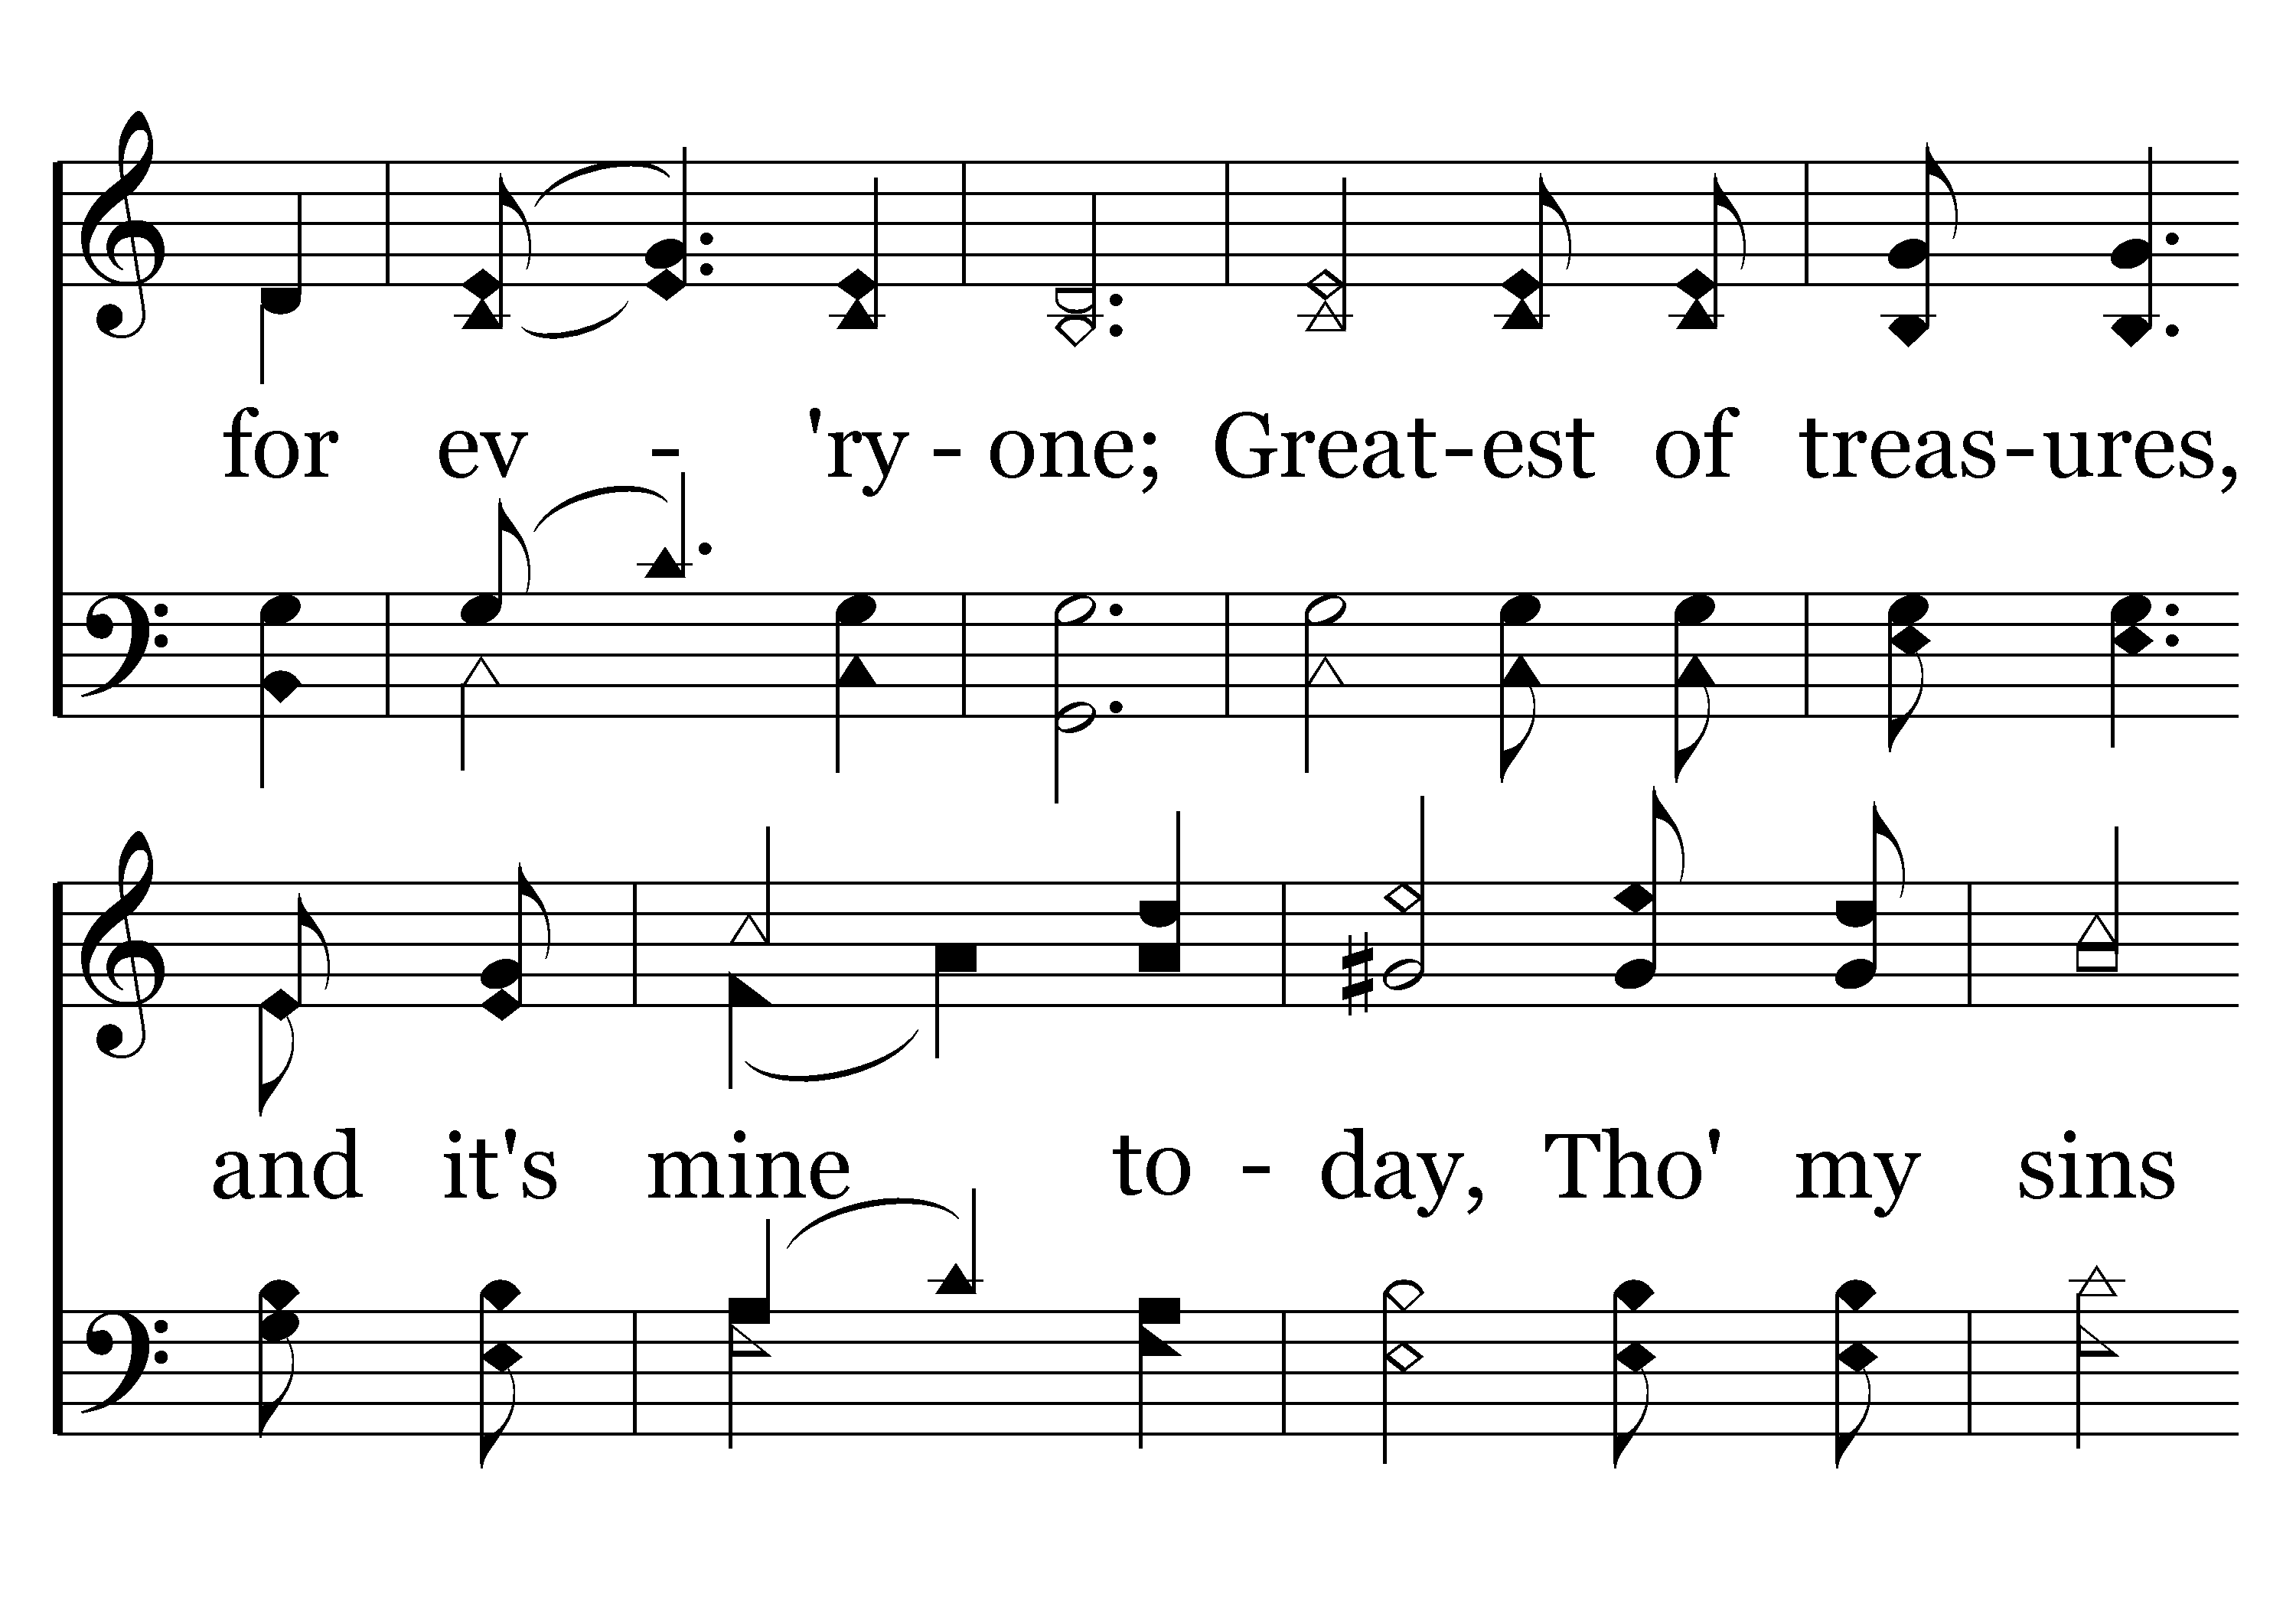 for ev - 'ry - one; Great-est of treas-ures,
and it's mine to - day, Tho' my sins